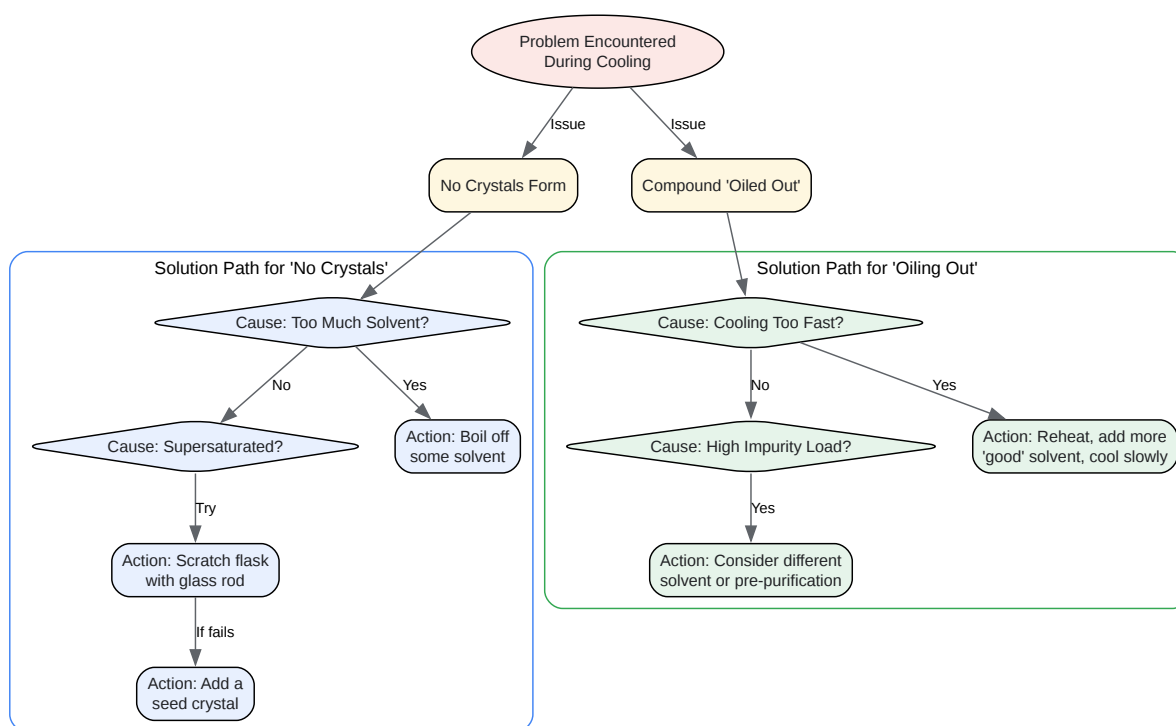 Problem Encountered
During Cooling
Issue
Issue
No Crystals Form
Compound 'Oiled Out'
Solution Path for 'No Crystals'
Cause: Too Much Solvent?
No
Yes
Cause: Supersaturated?
Action: Boil off
some solvent
Try
Action: Scratch flask
with glass rod
If fails
Action: Add a
seed crystal
Solution Path for 'Oiling Out'
Cause: Cooling Too Fast?
No
Yes
Cause: High Impurity Load?
Action: Reheat, add more
'good' solvent, cool slowly
Yes
Action: Consider different
solvent or pre-purification